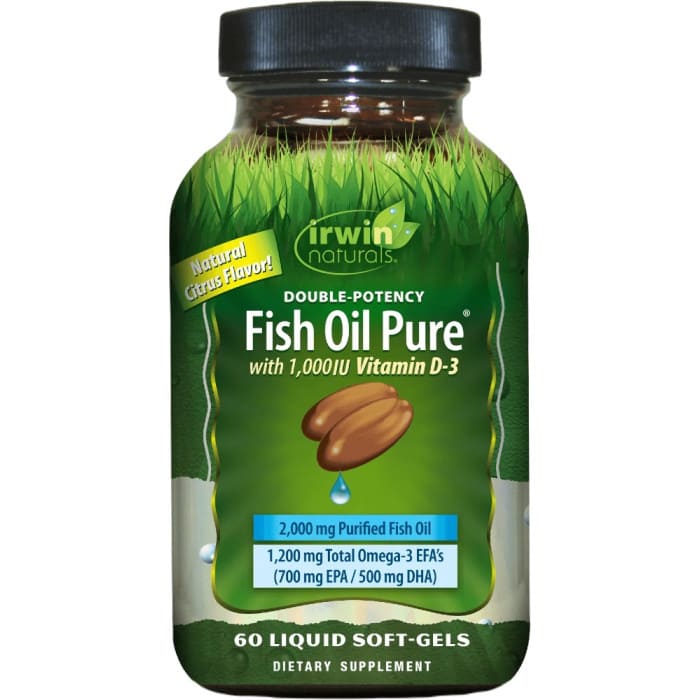 irwin
naturals®
Natural
Citrus Flavor!
DOUBLE-POTENCY
Fish Oil Pure®
with 1,000IU Vitamin D-3
2,000 mg Purified Fish Oil
1,200 mg Total Omega-3 EFA's
(700 mg EPA / 500 mg DHA)
60 LIQUID SOFT-GELS
DIETARY SUPPLEMENT